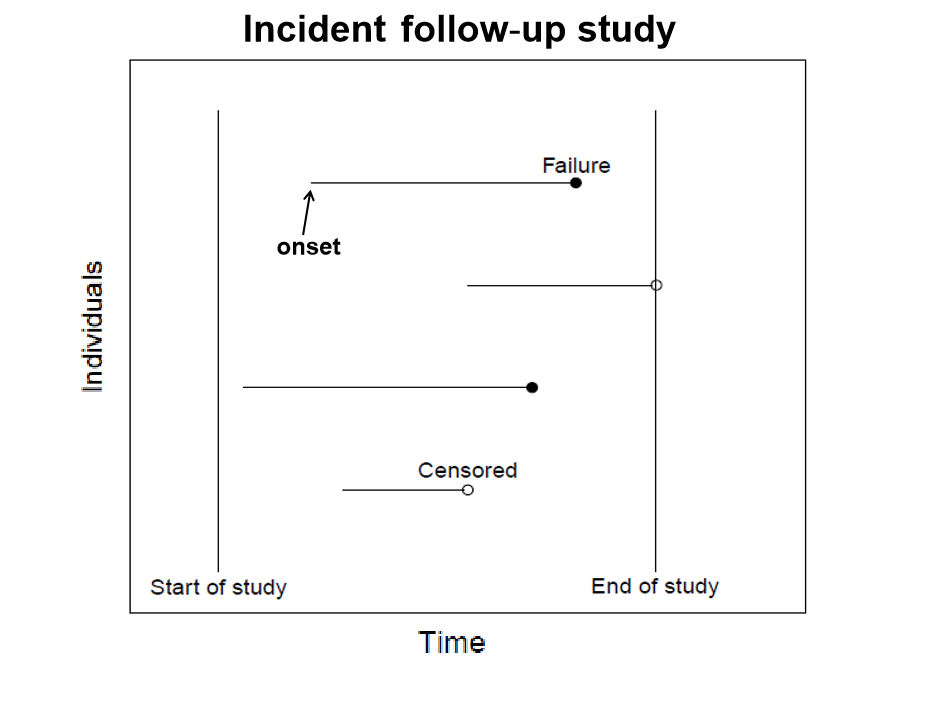 Incident follow-up study
Failure
onset
Individuals
Censored
Start of study
End of study
Time